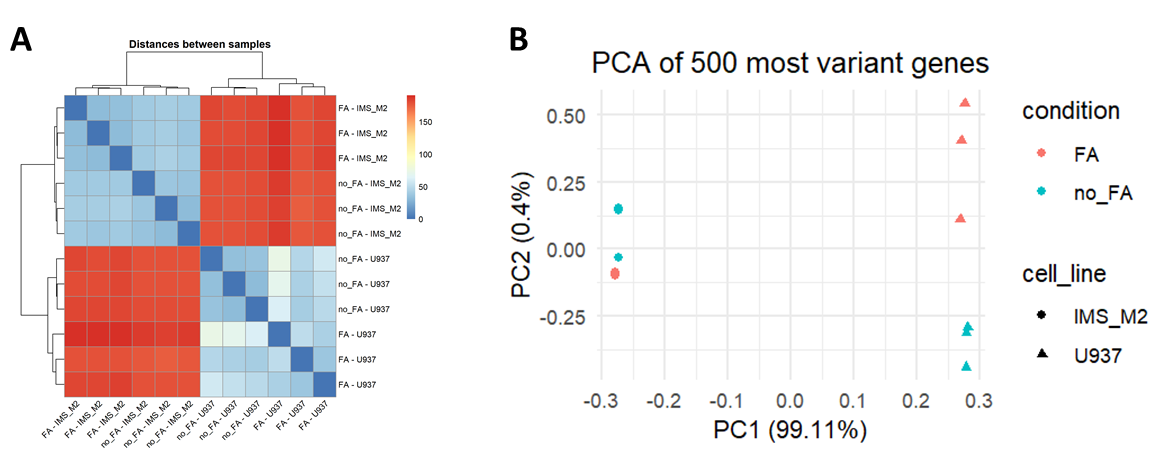 A
Distances between samples
FA - IMS_M2
FA - IMS_M2
FA - IMS_M2
no_FA - IMS_M2
no_FA - IMS_M2
no_FA - IMS_M2
no_FA - U937
no_FA - U937
no_FA - U937
FA - U937
FA - U937
FA - U937
150
100
50
0
FA - IMS_M2
FA - IMS_M2
FA - IMS_M2
no_FA - IMS_M2
no_FA - IMS_M2
no_FA - IMS_M2
no_FA - U937
no_FA - U937
no_FA - U937
FA - U937
FA - U937
FA - U937
B
PCA of 500 most variant genes
PC2 (0.4%)
0.50
0.25
0.00
-0.25
-0.3 -0.2 -0.1 0.0 0.1 0.2 0.3
PC1 (99.11%)
condition
FA
no_FA
cell_line
IMS_M2
U937